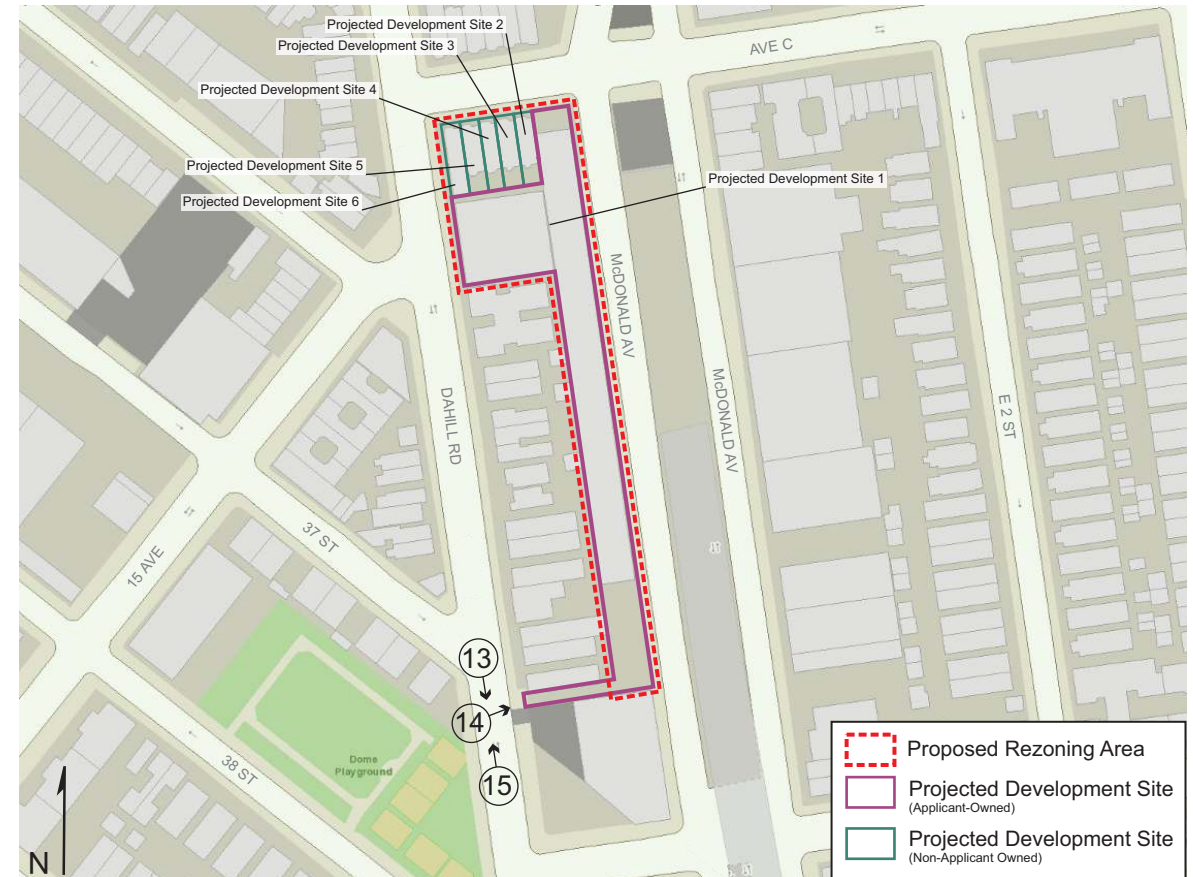 Projected Development Site 2
Projected Development Site 3
AVE C
Projected Development Site 4
Projected Development Site 5
Projected Development Site 1
Projected Development Site 6
McDONALD AV
McDONALD AV
DAHILL RD
E 2 ST
37 ST
15 AVE
13
14
15
Dome
Playground
38 ST
N
Proposed Rezoning Area
Projected Development Site
(Applicant-Owned)
Projected Development Site
(Non-Applicant Owned)